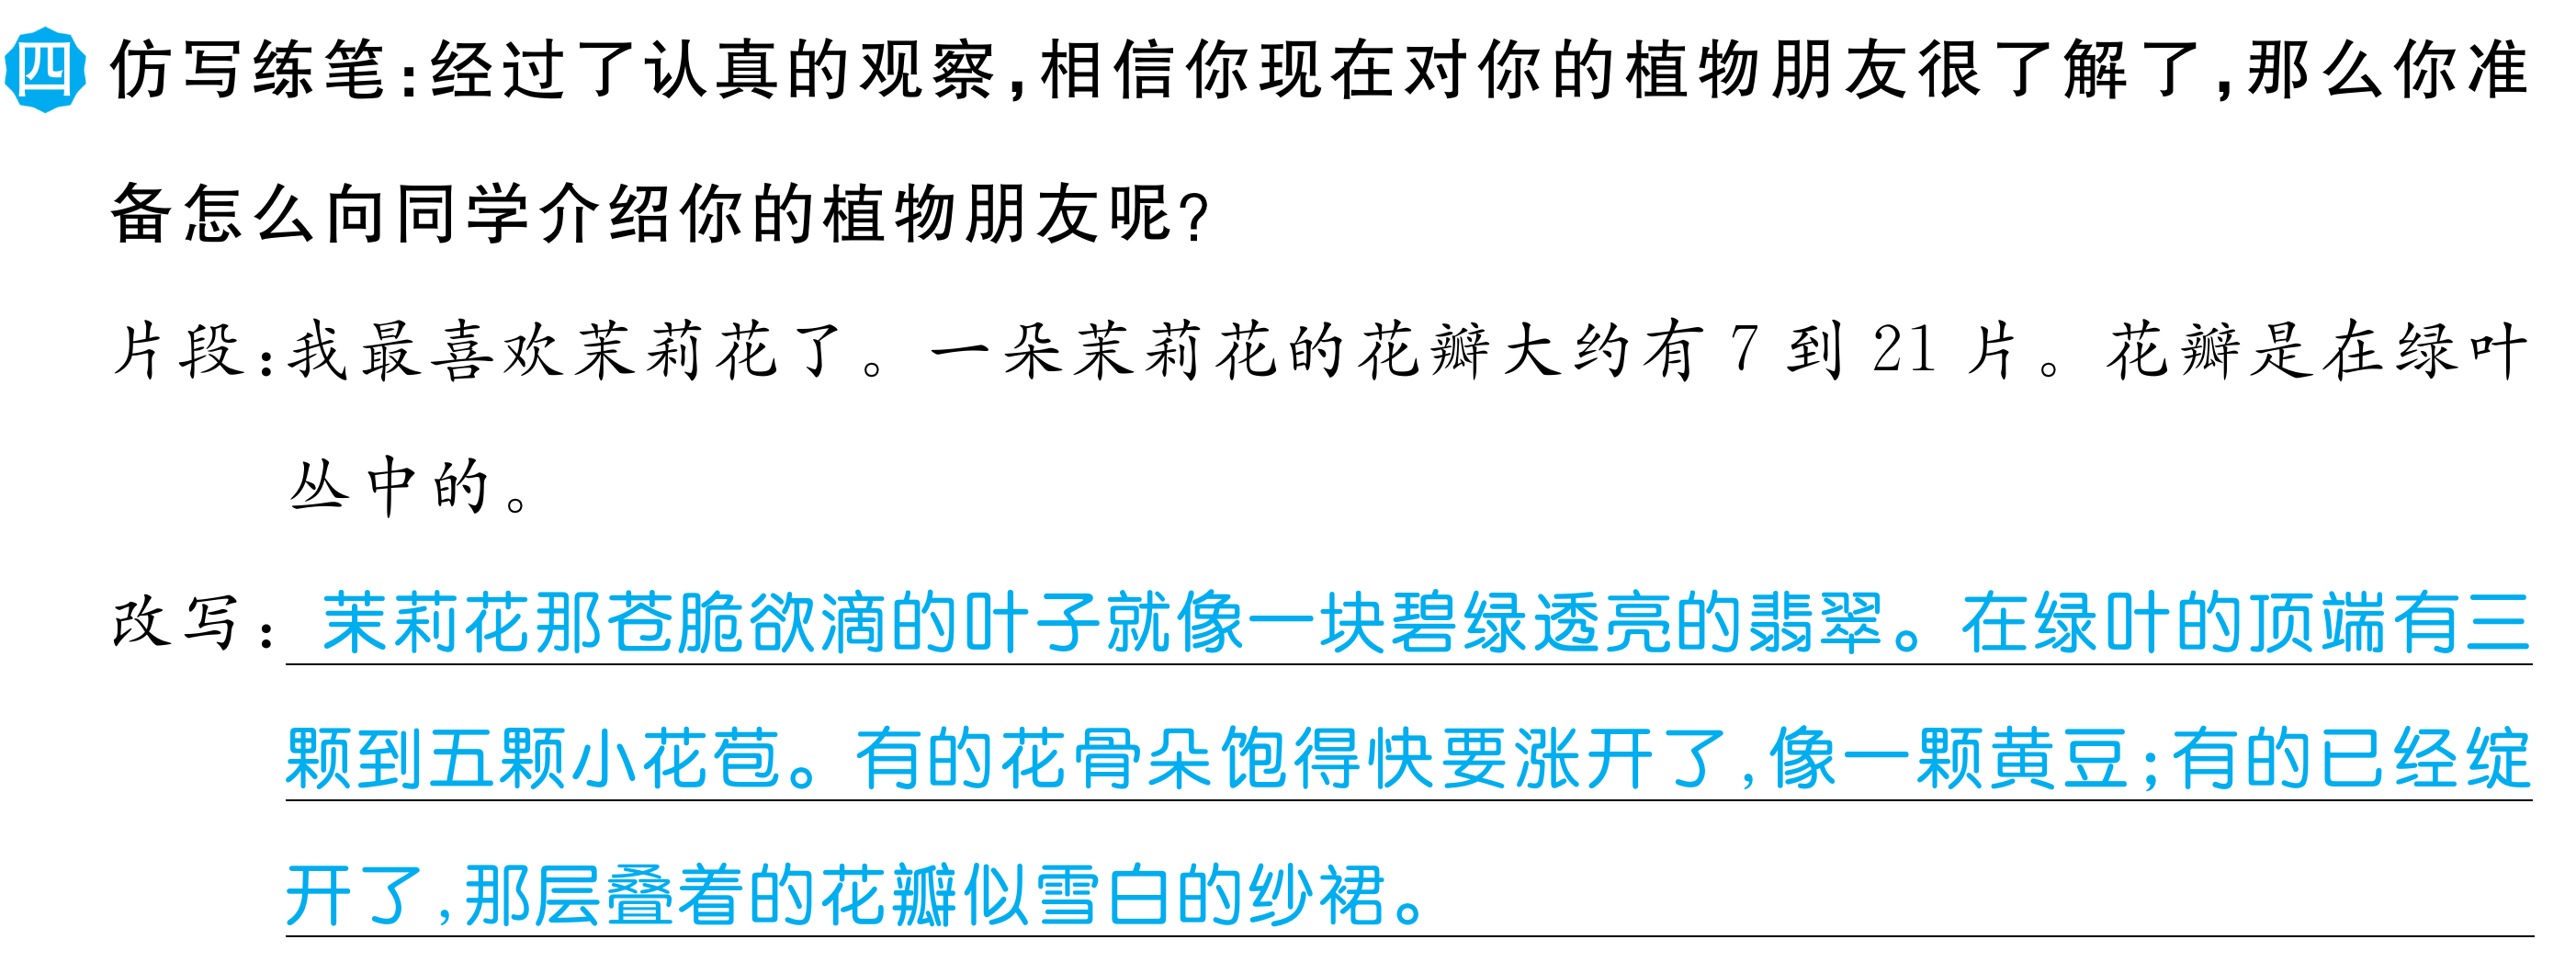 四 仿写练笔:经过了认真的观察,相信你现在对你的植物朋友很了解了,那么你准
备怎么向同学介绍你的植物朋友呢?
片段:我最喜欢茉莉花了。一朵茉莉花的花瓣大约有 7 到 21 片。花瓣是在绿叶
丛中的。
改写:茉莉花那苍脆欲滴的叶子就像一块碧绿透亮的翡翠。在绿叶的顶端有三
颗到五颗小花苞。有的花骨朵饱得快要涨开了,像一颗黄豆;有的已经绽
开了,那层叠着的花瓣似雪白的纱裙。